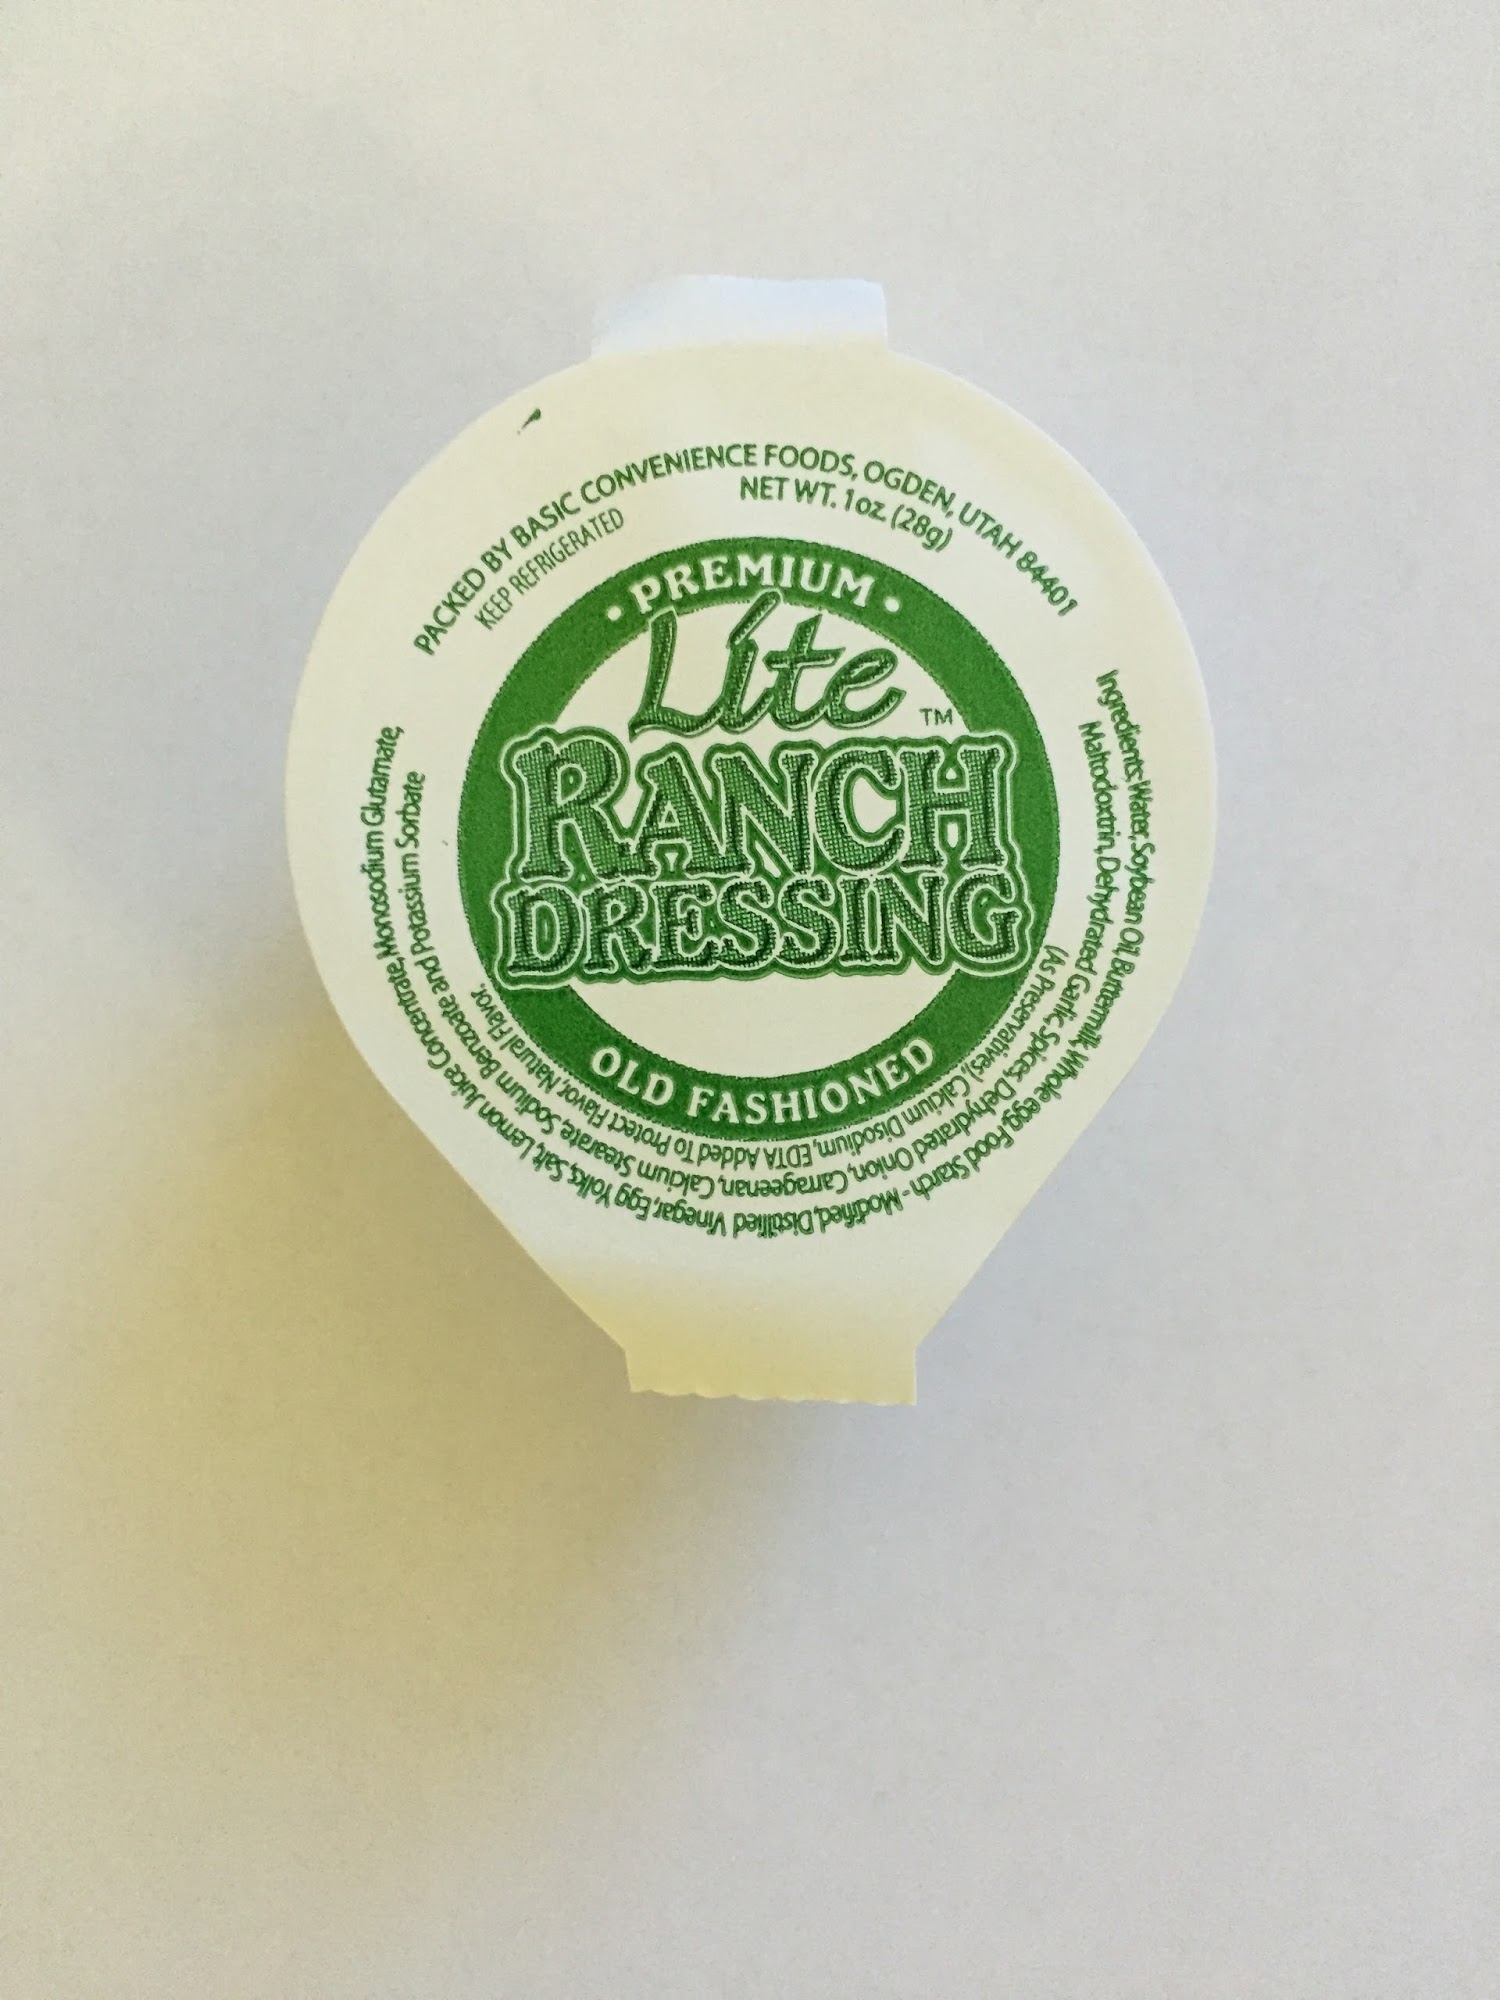 PACKED BY BASIC CONVENIENCE FOODS, OGDEN, UTAH 84401
KEEP REFRIGERATED
NET WT. 1oz. (28g)
• PREMIUM •
Lite
™
RANCH
DRESSING
OLD FASHIONED
Ingredients: Water, Soybean Oil, Buttermilk, Whole egg, Food Starch - Modified, Distilled Vinegar, Egg Yolks, Salt, Lemon Juice Concentrate, Monosodium Glutamate,
Maltodoxtrin, Dehydrated Garlic, Spices, Dehydrated Onion, Carrageenan, Calcium Stearate, Sodium Benzoate and Potassium Sorbate
(As Preservatives), Calcium Disodium, EDTA Added To Protect Flavor, Natural Flavor.